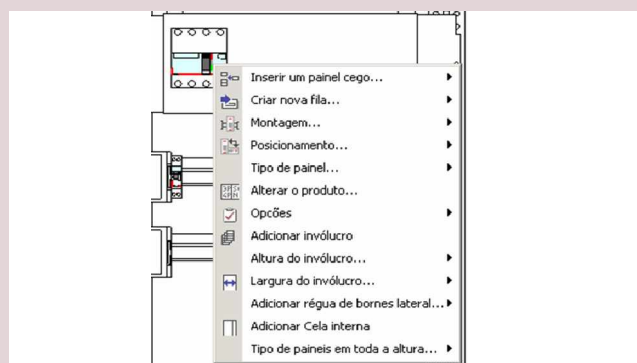 Inserir um painel cego...
Criar nova fila...
Montagem...
Posicionamento...
Tipo de painel...
Alterar o produto...
Opções
Adicionar invólucro
Altura do invólucro...
Largura do invólucro...
Adicionar régua de bornes lateral...
Adicionar Cela interna
Tipo de paineis em toda a altura...